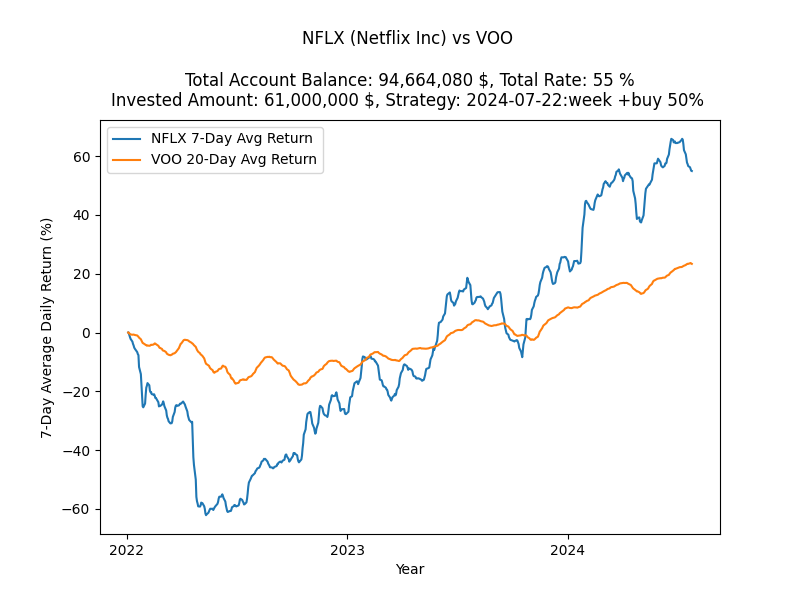 NFLX (Netflix Inc) vs VOO
Total Account Balance: 94,664,080 $, Total Rate: 55 %
Invested Amount: 61,000,000 $, Strategy: 2024-07-22:week +buy 50%
NFLX 7-Day Avg Return
VOO 20-Day Avg Return
7-Day Average Daily Return (%)
60
40
20
0
−20
−40
−60
2022
2023
2024
Year